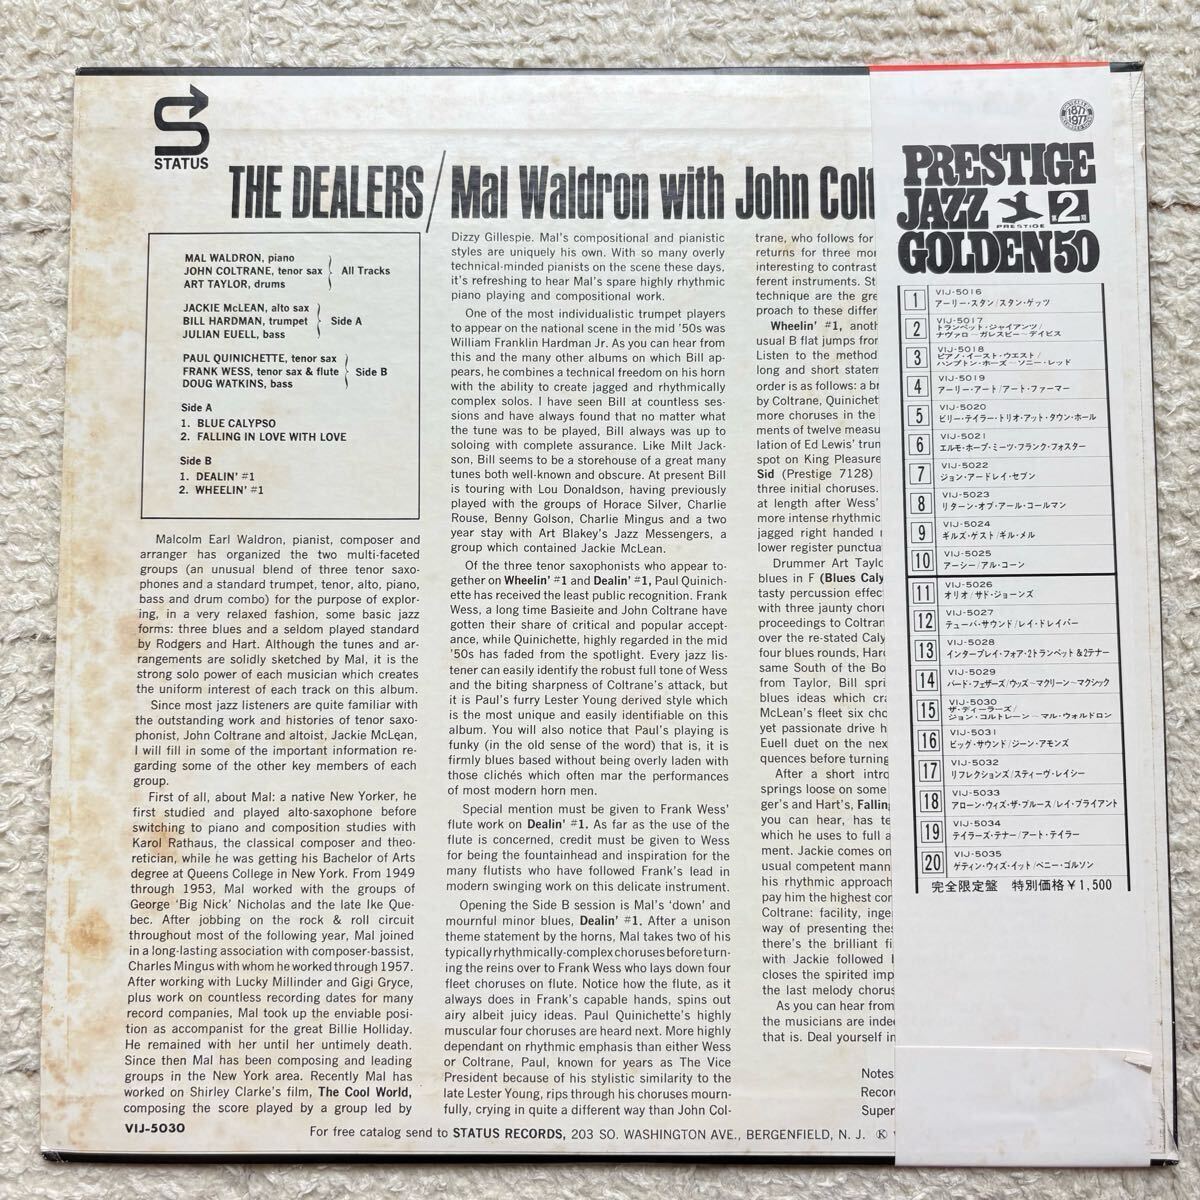 STATUS
THE DEALERS/Mal Waldron with John Colt
MAL WALDRON, piano
JOHN COLTRANE, tenor sax
ART TAYLOR, drums
All Tracks
JACKIE McLEAN, alto sax
BILL HARDMAN, trumpet
JULIAN EUELL, bass
Side A
PAUL QUINICHETTE, tenor sax
FRANK WESS, tenor sax & flute
DOUG WATKINS, bass
Side B
Side A
1. BLUE CALYPSO
2. FALLING IN LOVE WITH LOVE
Side B
1. DEALIN' #1
2. WHEELIN' #1
Malcolm Earl Waldron, pianist, composer and
arranger has organized the two multi-faceted
groups (an unusual blend of three tenor saxo-
phones and a standard trumpet, tenor, alto, piano,
bass and drum combo) for the purpose of explor-
ing, in a very relaxed fashion, some basic jazz
forms: three blues and a seldom played standard
by Rodgers and Hart. Although the tunes and ar-
rangements are solidly sketched by Mal, it is the
strong solo power of each musician which creates
the uniform interest of each track on this album.
Since most jazz listeners are quite familiar with
the outstanding work and histories of tenor saxo-
phonist, John Coltrane and altoist, Jackie McLean,
I will fill in some of the important information re-
garding some of the other key members of each
group.
First of all, about Mal: a native New Yorker, he
first studied and played alto-saxophone before
switching to piano and composition studies with
Karol Rathaus, the classical composer and theo-
retician, while he was getting his Bachelor of Arts
degree at Queens College in New York. From 1949
through 1953, Mal worked with the groups of
George 'Big Nick' Nicholas and the late Ike Que-
bec. After jobbing on the rock & roll circuit
throughout most of the following year, Mal joined
in a long-lasting association with composer-bassist,
Charles Mingus with whom he worked through 1957.
After working with Lucky Millinder and Gigi Gryce,
plus work on countless recording dates for many
record companies, Mal took up the enviable posi-
tion as accompanist for the great Billie Holliday.
He remained with her until her untimely death.
Since then Mal has been composing and leading
groups in the New York area. Recently Mal has
worked on Shirley Clarke's film, The Cool World,
composing the score played by a group led by
VIJ-5030
Dizzy Gillespie. Mal's compositional and pianistic
styles are uniquely his own. With so many overly
technical-minded pianists on the scene these days,
it's refreshing to hear Mal's spare highly rhythmic
piano playing and compositional work.
One of the most individualistic trumpet players
to appear on the national scene in the mid '50s was
William Franklin Hardman Jr. As you can hear from
this and the many other albums on which Bill ap-
pears, he combines a technical freedom on his horn
with the ability to create jagged and rhythmically
complex solos. I have seen Bill at countless ses-
sions and have always found that no matter what
the tune was to be played, Bill always was up to
soloing with complete assurance. Like Milt Jack-
son, Bill seems to be a storehouse of a great many
tunes both well-known and obscure. At present Bill
is touring with Lou Donaldson, having previously
played with the groups of Horace Silver, Charlie
Rouse, Benny Golson, Charlie Mingus and a two
year stay with Art Blakey's Jazz Messengers, a
group which contained Jackie McLean.
Of the three tenor saxophonists who appear to-
gether on Wheelin' #1 and Dealin' #1, Paul Quinich-
ette has received the least public recognition. Frank
Wess, a long time Basieite and John Coltrane have
gotten their share of critical and popular accept-
ance, while Quinichette, highly regarded in the mid
'50s has faded from the spotlight. Every jazz lis-
tener can easily identify the robust full tone of Wess
and the biting sharpness of Coltrane's attack, but
it is Paul's furry Lester Young derived style which
is the most unique and easily identifiable on this
album. You will also notice that Paul's playing is
funky (in the old sense of the word) that is, it is
firmly blues based without being overly laden with
those clichés which often mar the performances
of most modern horn men.
Special mention must be given to Frank Wess'
flute work on Dealin' #1. As far as the use of the
flute is concerned, credit must be given to Wess
for being the fountainhead and inspiration for the
many flutists who have followed Frank's lead in
modern swinging work on this delicate instrument.
Opening the Side B session is Mal's 'down' and
mournful minor blues, Dealin' #1. After a unison
theme statement by the horns, Mal takes two of his
typically rhythmically-complex choruses before turn-
ing the reins over to Frank Wess who lays down four
fleet choruses on flute. Notice how the flute, as it
always does in Frank's capable hands, spins out
airy albeit juicy ideas. Paul Quinichette's highly
muscular four choruses are heard next. More highly
dependant on rhythmic emphasis than either Wess
or Coltrane, Paul, known for years as The Vice
President because of his stylistic similarity to the
late Lester Young, rips through his choruses mourn-
fully, crying in quite a different way than John Col-
trane, who follows for
returns for three mor
interesting to contrast
ferent instruments. St
technique are the gre
proach to these differ
Wheelin' #1, anot
usual B flat jumps from
Listen to the method
long and short statem
order is as follows: a br
by Coltrane, Quinichet
more choruses in the
ments of twelve measu
lation of Ed Lewis' trun
spot on King Pleasure
Sid (Prestige 7128)
three initial choruses.
at length after Wess'
more intense rhythmic
jagged right handed r
lower register punctua
Drummer Art Taylo
blues in F (Blues Caly
tasty percussion effec
with three jaunty choru
proceedings to Coltran
over the re-stated Caly
four blues rounds, Hard
same South of the Bo
from Taylor, Bill spri
blues ideas which cra
McLean's fleet six cho
yet passionate drive h
Euell duet on the nex
quences before turning
After a short intro
springs loose on some
ger's and Hart's, Fallin
you can hear, has te
which he uses to full a
ment. Jackie comes on
usual competent mann
his rhythmic approach
pay him the highest com
Coltrane: facility, inge
way of presenting thes
there's the brilliant fi
with Jackie followed b
closes the spirited imp
the last melody chorus
As you can hear from
the musicians are indee
that is. Deal yourself in
Notes
Recor
Super
For free catalog send to STATUS RECORDS, 203 SO. WASHINGTON AVE., BERGENFIELD, N. J.
1877 1977
PRESTIGE
JAZZ
PRESTIGE
第2期
GOLDEN 50
1 VIJ-5016
アーリー・スタン/スタン・ゲッツ
2 VIJ-5017
トランペット・ジャイアンツ/
ナヴァロ〜ガレスピー〜デイビス
3 VIJ-5018
ピアノ・イースト・ウエスト/
ハンプトン・ホーズ〜ソニー・レッド
4 VIJ-5019
アーリー・アート/アート・ファーマー
5 VIJ-5020
ビリー・テイラー・トリオ・アット・タウン・ホール
6 VIJ-5021
エルモ・ホープ・ミーツ・フランク・フォスター
7 VIJ-5022
ジョン・アードレイ・セブン
8 VIJ-5023
リターン・オブ・アール・コールマン
9 VIJ-5024
ギルズ・ゲスト/ギル・メル
10 VIJ-5025
アーシー/アル・コーン
11 VIJ-5026
オリオ/サド・ジョーンズ
12 VIJ-5027
テューバ・サウンド/レイ・ドレイパー
13 VIJ-5028
インタープレイ・フォア・2トランペット&2テナー
14 VIJ-5029
バード・フェザーズ/ウッズ〜マクリーン〜マクシック
15 VIJ-5030
ザ・ディーラーズ/
ジョン・コルトレーン〜マル・ウォルドロン
16 VIJ-5031
ビッグ・サウンド/ジーン・アモンズ
17 VIJ-5032
リフレクションズ/スティーヴ・レイシー
18 VIJ-5033
アローン・ウィズ・ザ・ブルース/レイ・ブライアント
19 VIJ-5034
テイラーズ・テナー/アート・テイラー
20 VIJ-5035
ゲティン・ウィズ・イット/ベニー・ゴルソン
完全限定盤 特別価格¥1,500